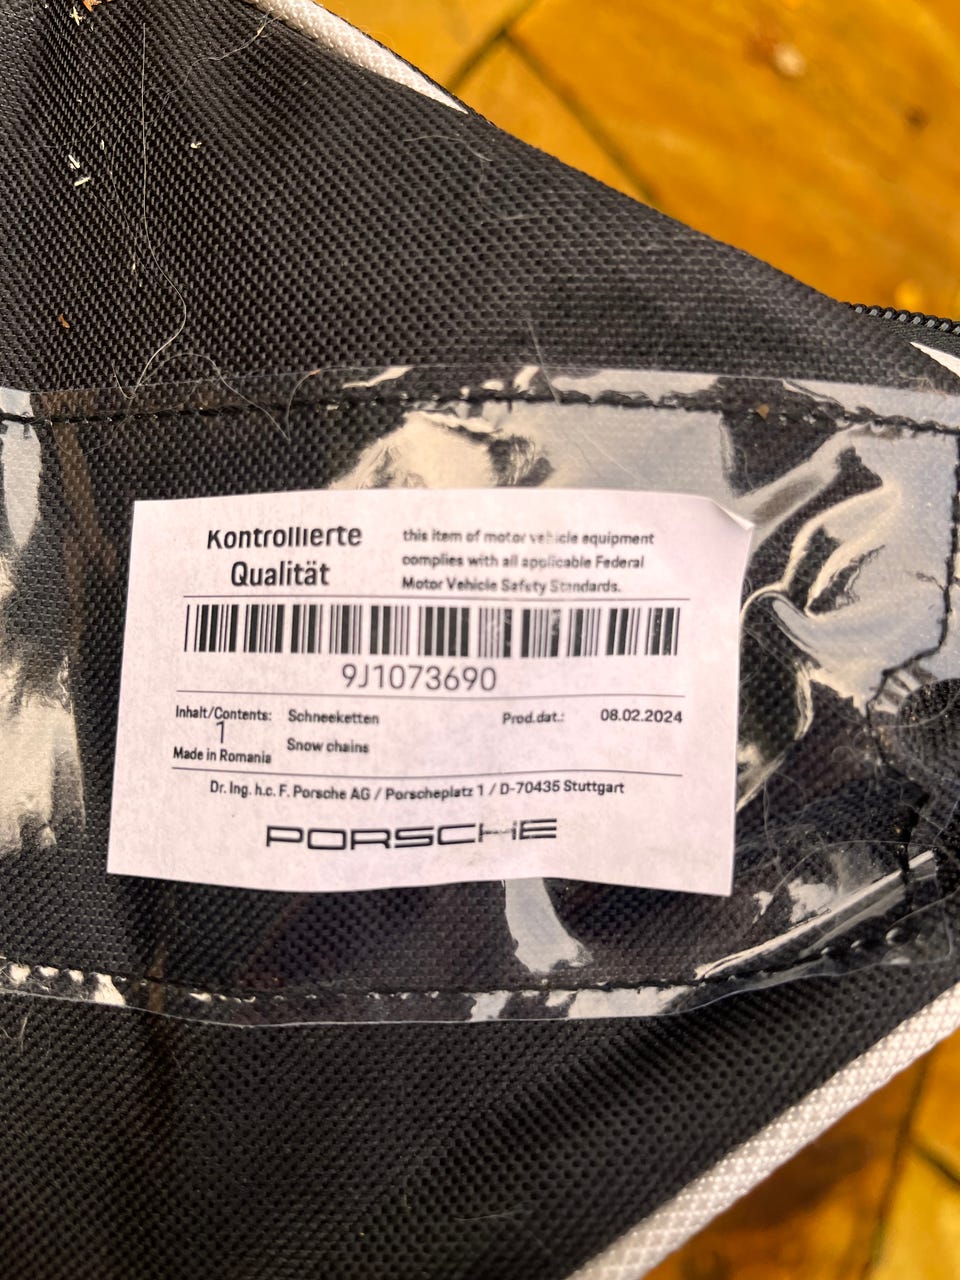 Kontrollierte
Qualität
this item of motor vehicle equipment
complies with all applicable Federal
Motor Vehicle Safety Standards.
9J1073690
Inhalt/Contents: Schneeketten Prod.dat.: 08.02.2024
1
Made in Romania Snow chains
Dr. Ing. h.c. F. Porsche AG / Porscheplatz 1 / D-70435 Stuttgart
PORSCHE